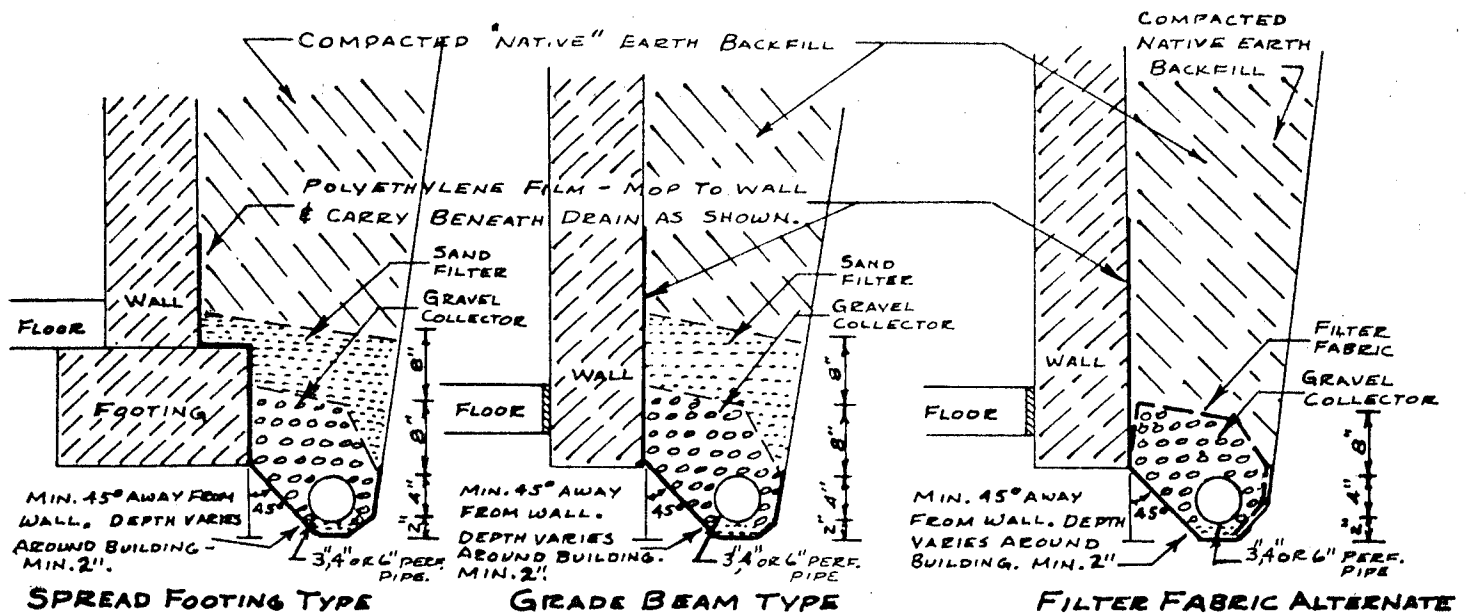 COMPACTED "NATIVE" EARTH BACKFILL
COMPACTED
NATIVE EARTH
BACKFILL
POLYETHYLENE FILM - MOP TO WALL
& CARRY BENEATH DRAIN AS SHOWN.
SAND
FILTER
GRAVEL
COLLECTOR
WALL
FLOOR
FOOTING
8"
8"
4"
2"
45°
MIN. 45° AWAY FROM
WALL. DEPTH VARIES
AROUND BUILDING -
MIN. 2".
3",4" OR 6" PERF.
PIPE.
SPREAD FOOTING TYPE
SAND
FILTER
GRAVEL
COLLECTOR
WALL
FLOOR
8"
8"
4"
2"
45°
MIN. 45° AWAY
FROM WALL.
DEPTH VARIES
AROUND BUILDING.
MIN. 2".
3",4" OR 6" PERF.
PIPE
GRADE BEAM TYPE
FILTER
FABRIC
GRAVEL
COLLECTOR
WALL
FLOOR
8"
4"
2"
45°
MIN. 45° AWAY
FROM WALL. DEPTH
VARIES AROUND
BUILDING. MIN. 2"
3",4" OR 6" PERF.
PIPE
FILTER FABRIC ALTERNATE